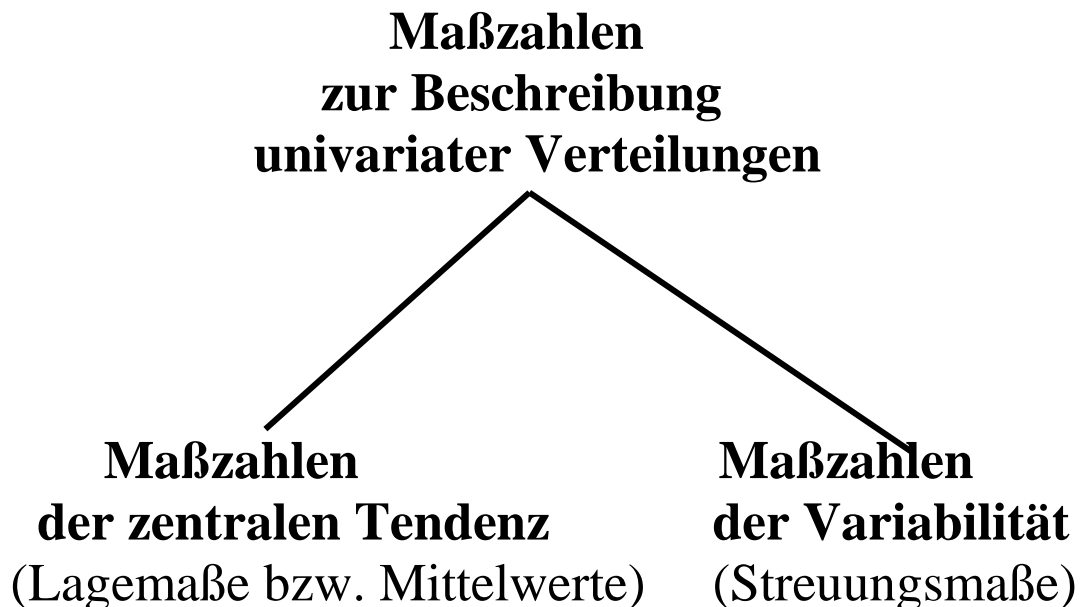 Maßzahlen
zur Beschreibung
univariater Verteilungen
Maßzahlen
der zentralen Tendenz
(Lagemaße bzw. Mittelwerte)
Maßzahlen
der Variabilität
(Streuungsmaße)